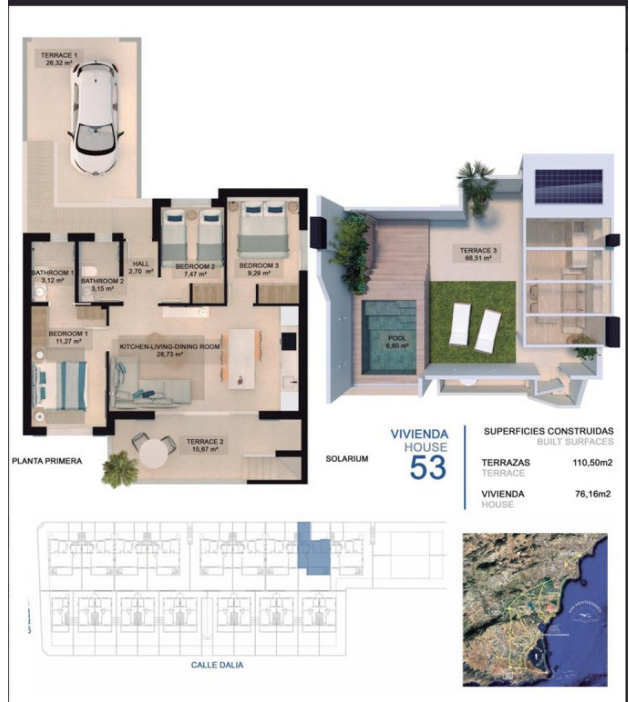 TERRACE 1
26,32 m²
HALL
2,70 m²
BEDROOM 2
7,47 m²
BEDROOM 3
9,29 m²
BATHROOM 1
3,12 m²
BATHROOM 2
3,15 m²
BEDROOM 1
11,27 m²
KITCHEN-LIVING-DINING ROOM
26,73 m²
TERRACE 2
15,67 m²
PLANTA PRIMERA
TERRACE 3
68,51 m²
POOL
6,60 m²
SOLARIUM
VIVIENDA
HOUSE
53
SUPERFICIES CONSTRUIDAS
BUILT SURFACES
TERRAZAS 110,50m2
TERRACE
VIVIENDA 76,16m2
HOUSE
CALLE DALIA